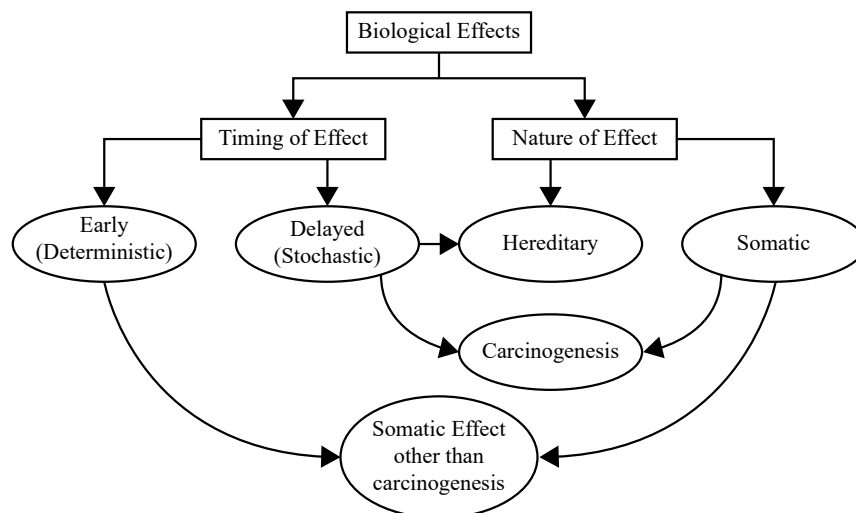 Biological Effects
Timing of Effect
Nature of Effect
Early
(Deterministic)
Delayed
(Stochastic)
Hereditary
Somatic
Carcinogenesis
Somatic Effect
other than
carcinogenesis